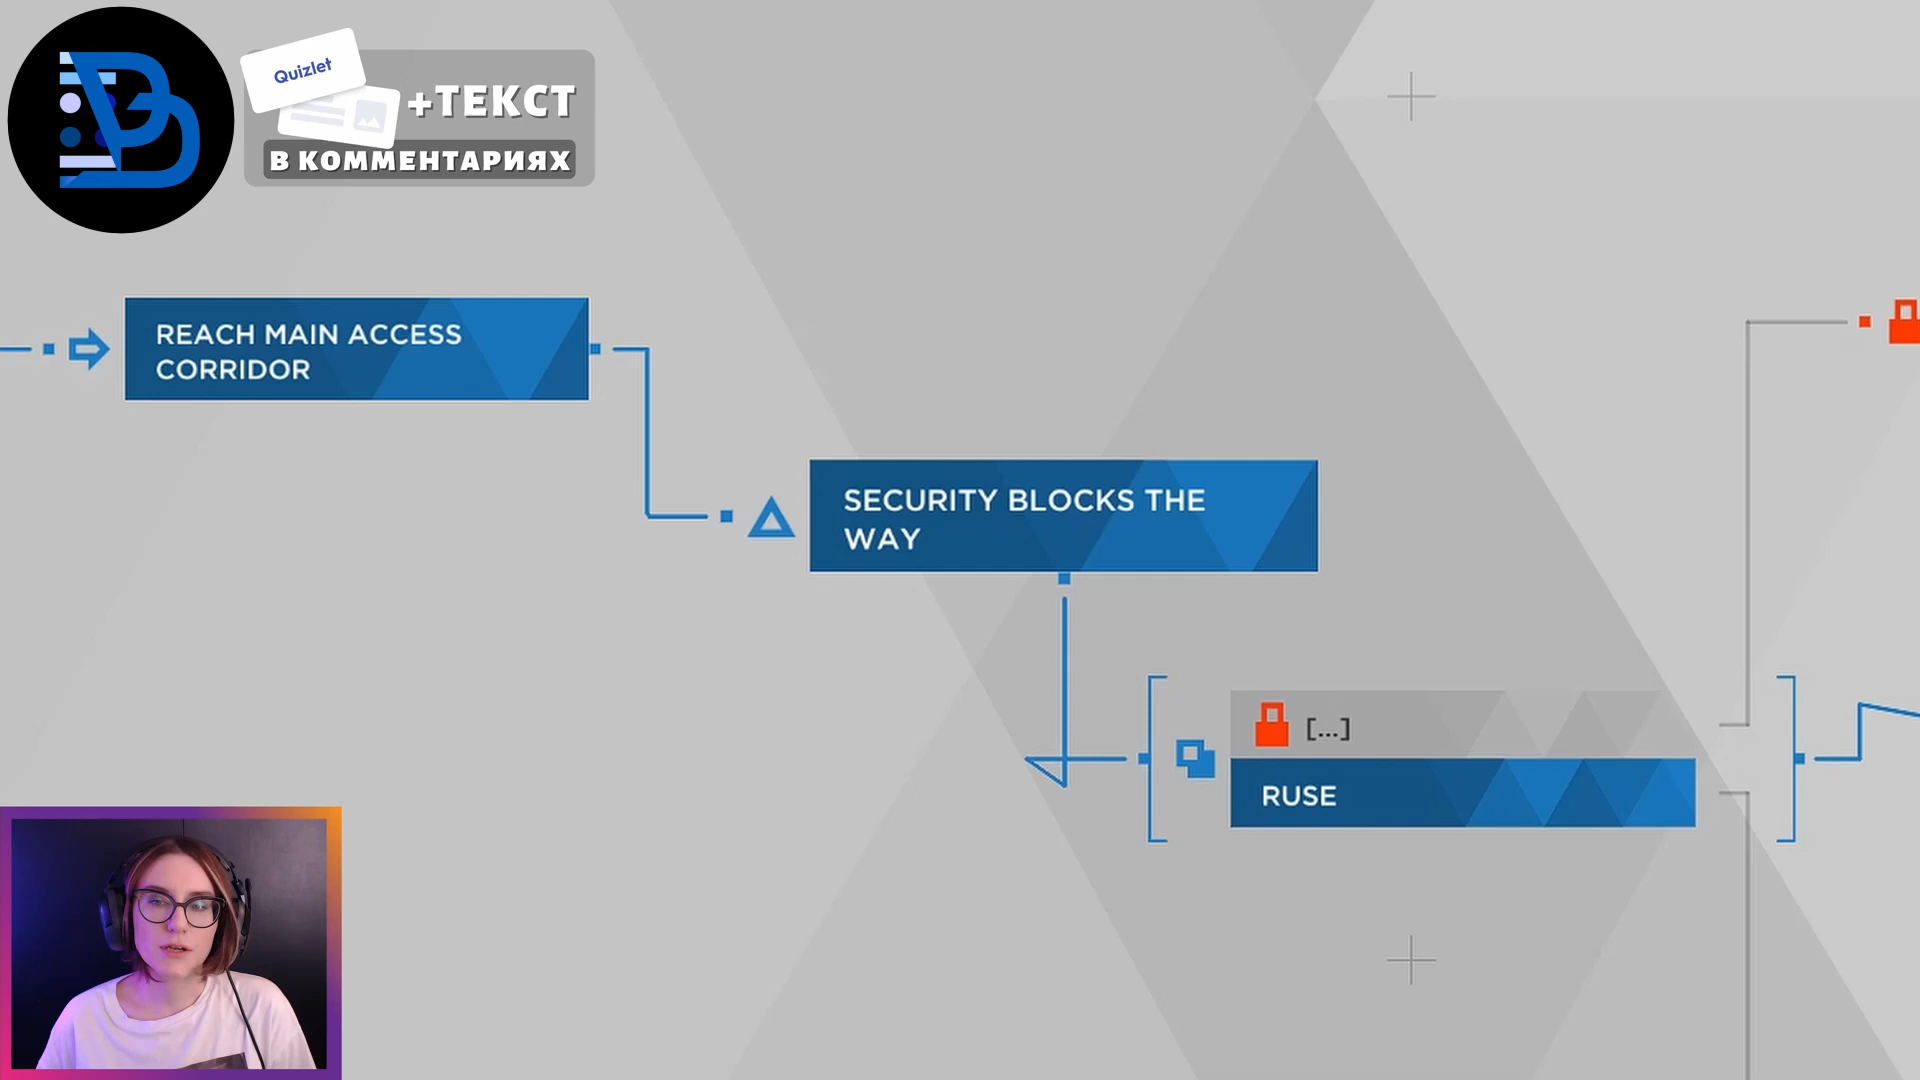 Quizlet
+ТЕКСТ
В КОММЕНТАРИЯХ
REACH MAIN ACCESS
CORRIDOR
SECURITY BLOCKS THE
WAY
[...]
RUSE